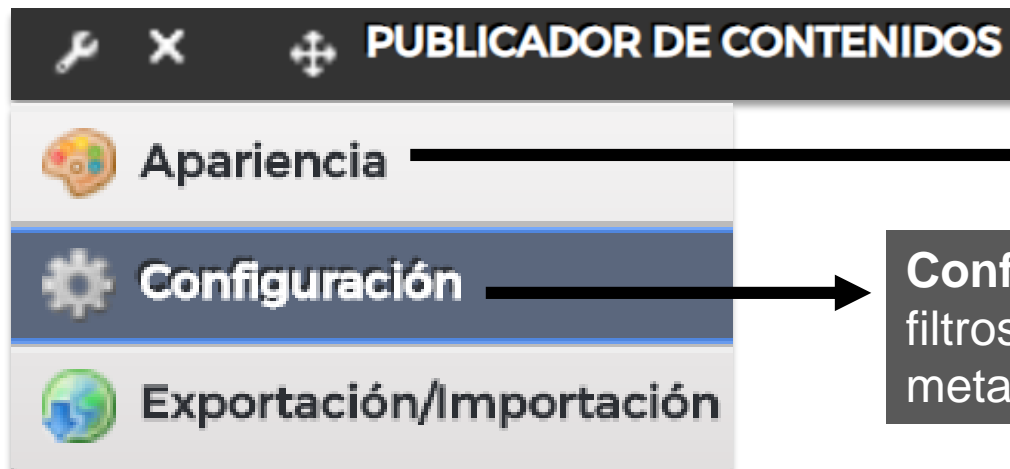 PUBLICADOR DE CONTENIDOS
Apariencia
Configuración
Exportación/Importación
Conf
filtros
meta